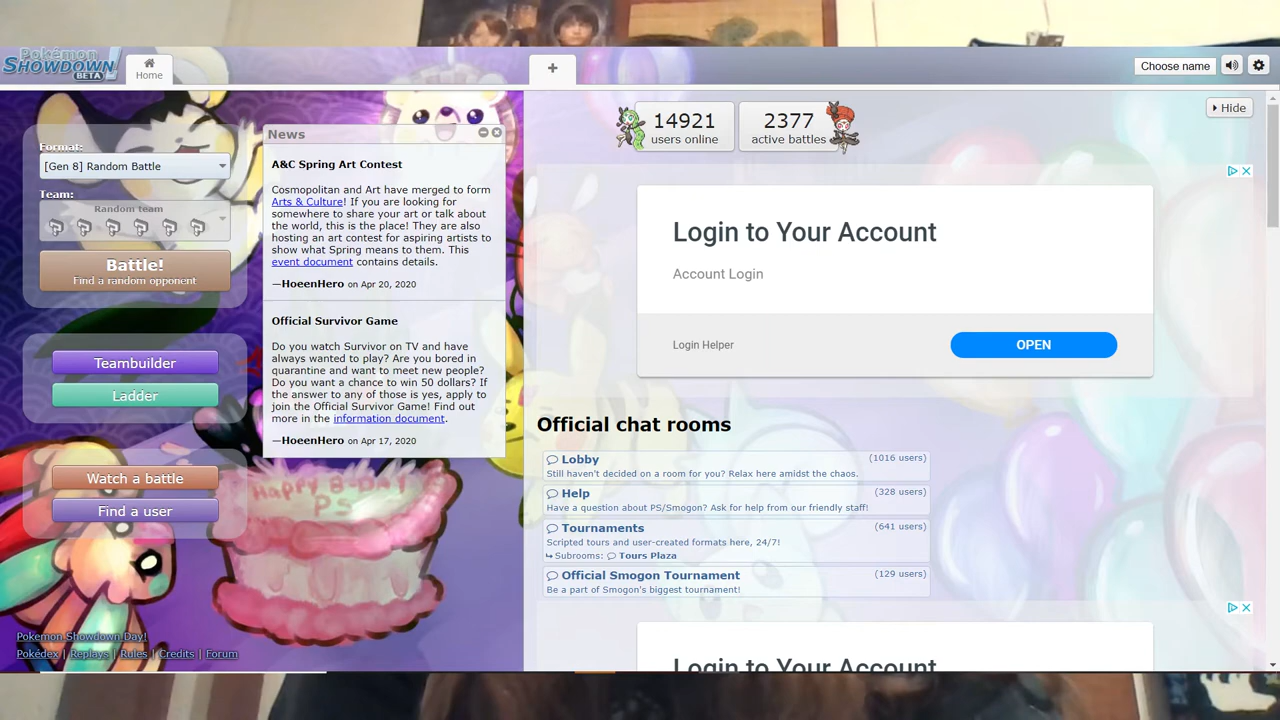 Pokémon
SHOWDOWN!
BETA
Home
+
Choose name
Format:
[Gen 8] Random Battle
Team:
Random team
Battle!
Find a random opponent
Teambuilder
Ladder
Watch a battle
Find a user
Pokemon Showdown Day!
Pokédex | Replays | Rules | Credits | Forum
News
A&C Spring Art Contest
Cosmopolitan and Art have merged to form
Arts & Culture! If you are looking for
somewhere to share your art or talk about
the world, this is the place! They are also
hosting an art contest for aspiring artists to
show what Spring means to them. This
event document contains details.
—HoeenHero on Apr 20, 2020
Official Survivor Game
Do you watch Survivor on TV and have
always wanted to play? Are you bored in
quarantine and want to meet new people?
Do you want a chance to win 50 dollars? If
the answer to any of those is yes, apply to
join the Official Survivor Game! Find out
more in the information document.
—HoeenHero on Apr 17, 2020
Happy B-Day
PS
14921
users online
2377
active battles
Hide
Login to Your Account
Account Login
Login Helper
OPEN
Official chat rooms
Lobby (1016 users)
Still haven't decided on a room for you? Relax here amidst the chaos.
Help (328 users)
Have a question about PS/Smogon? Ask for help from our friendly staff!
Tournaments (641 users)
Scripted tours and user-created formats here, 24/7!
Subrooms: Tours Plaza
Official Smogon Tournament (129 users)
Be a part of Smogon's biggest tournament!
Login to Your Account